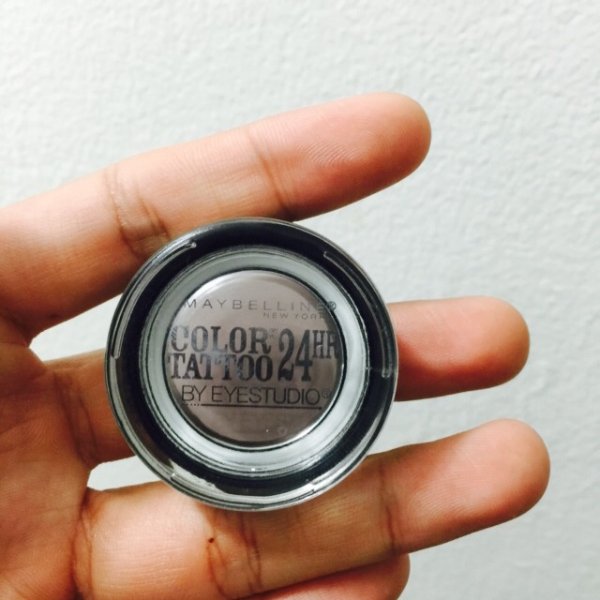 MAYBELLINE®
NEW YORK
COLOR 24HR
TATTOO
BY EYESTUDIO®